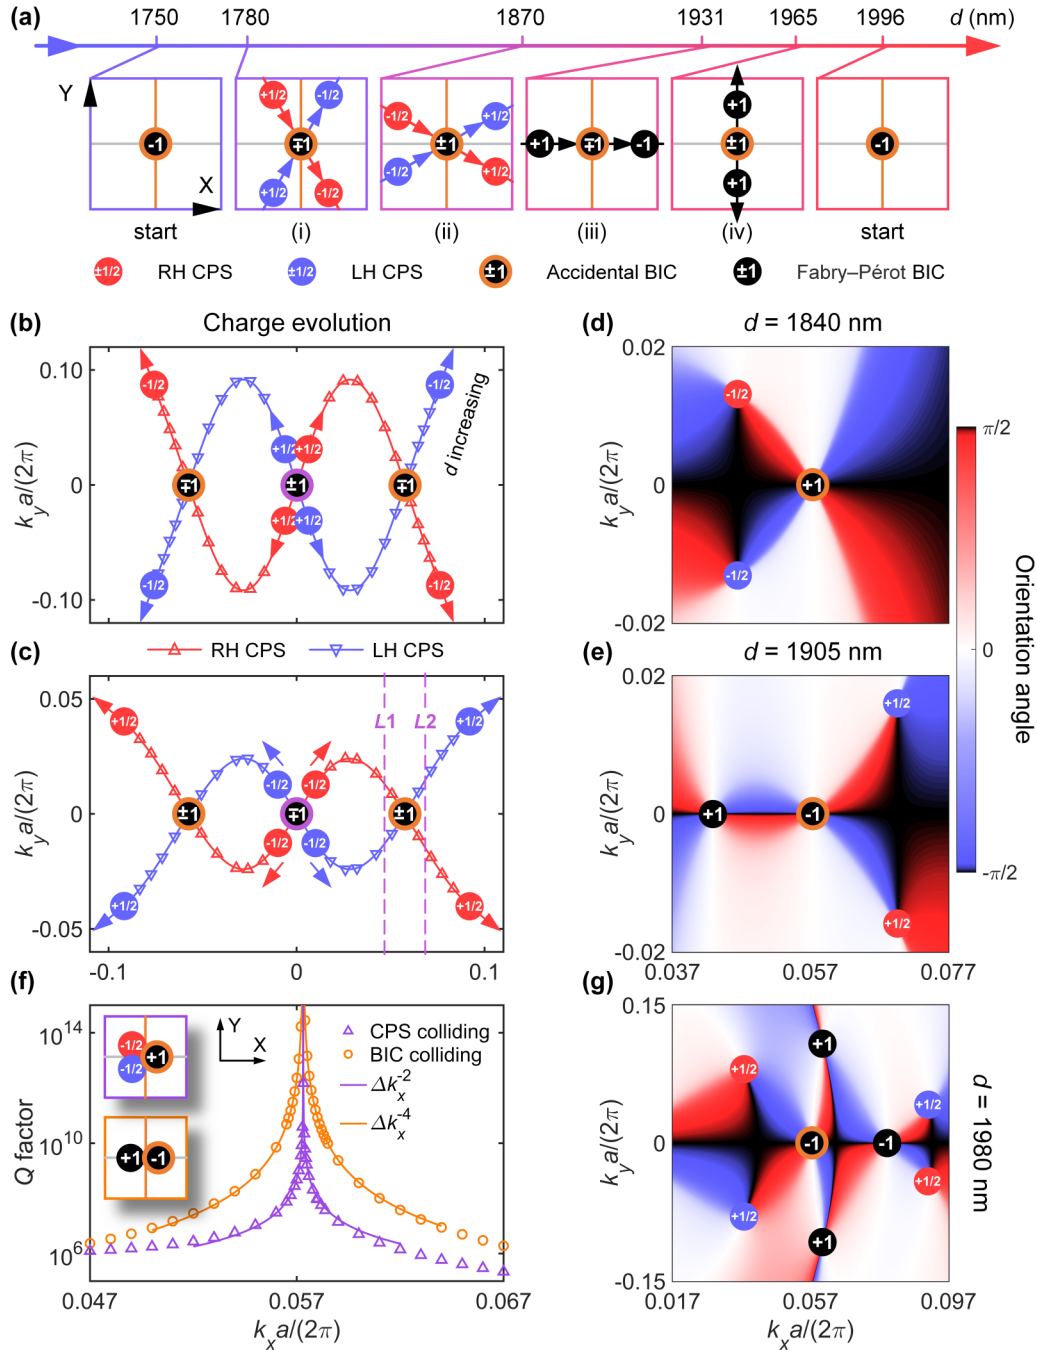 (a)
1750 1780 1870 1931 1965 1996 d (nm)
Y
X
-1
+1/2 -1/2 ∓1 +1/2 -1/2
-1/2 +1/2 ±1 +1/2 +1/2
+1 ∓1 -1
+1 ±1 +1
-1
start (i) (ii) (iii) (iv) start
±1/2 RH CPS ±1/2 LH CPS ±1 Accidental BIC ±1 Fabry–Pérot BIC
(b) Charge evolution
k_y a/(2π)
0.10
0
-0.10
d increasing
-1/2 -1/2
+1/2 +1/2
∓1 ±1 ∓1
+1/2 +1/2
-1/2 -1/2
(c) RH CPS LH CPS
k_y a/(2π)
0.05
0
-0.05
L1 L2
+1/2 +1/2
-1/2 -1/2
±1 ∓1 ±1
-1/2 -1/2
+1/2 +1/2
-0.1 0 0.1
(d) d = 1840 nm
k_y a/(2π)
0.02
0
-0.02
-1/2
+1
-1/2
(e) d = 1905 nm
k_y a/(2π)
0.02
0
-0.02
+1/2
+1 -1
+1/2
0.037 0.057 0.077
π/2
0
-π/2
Orientation angle
(f)
Q factor
10^14
10^10
10^6
-1/2
+1
-1/2
+1 -1
Y
X
CPS colliding
BIC colliding
Δk_x^-2
Δk_x^-4
0.047 0.057 0.067
k_x a/(2π)
(g)
d = 1980 nm
k_y a/(2π)
0.15
0
-0.15
+1
+1/2 +1/2
-1 -1
+1/2 +1/2
+1
0.017 0.057 0.097
k_x a/(2π)